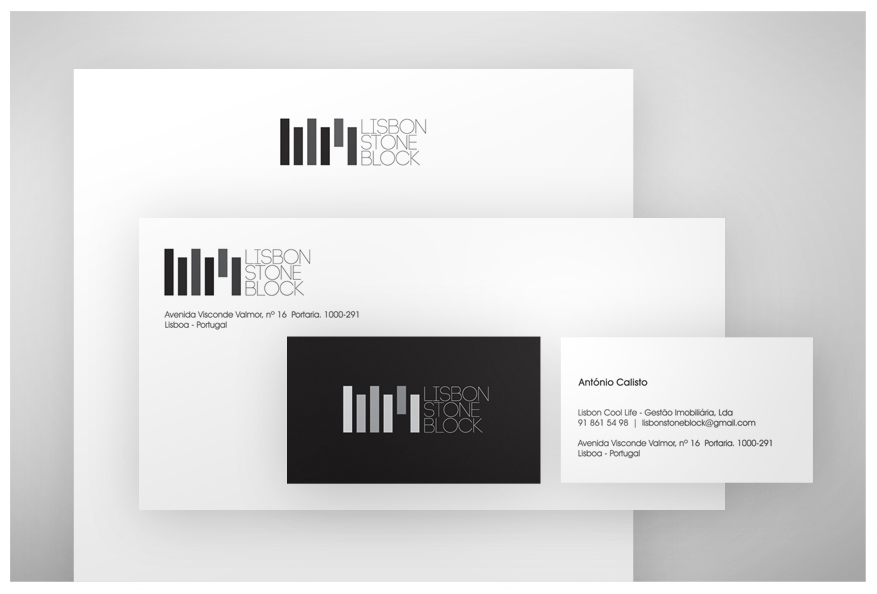 LISBON
STONE
BLOCK
LISBON
STONE
BLOCK
Avenida Visconde Valmor, nº 16 Portaria. 1000-291
Lisboa - Portugal
LISBON
STONE
BLOCK
António Calisto
Lisbon Cool Life - Gestão Imobiliária, Lda
91 861 54 98 | lisbonstoneblock@gmail.com
Avenida Visconde Valmor, nº 16 Portaria. 1000-291
Lisboa - Portugal